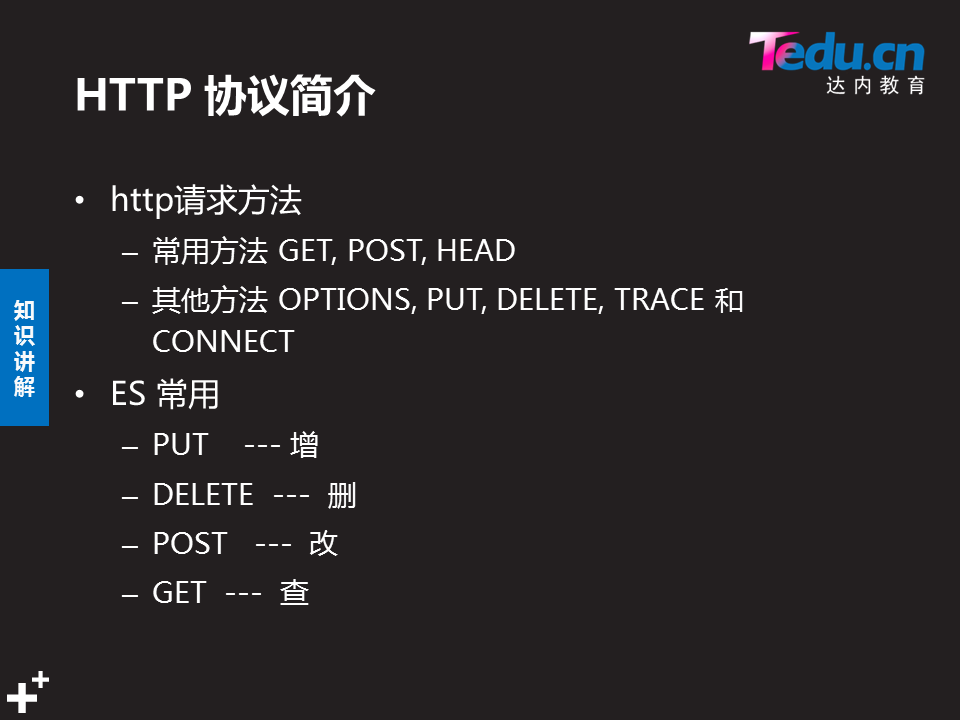 Tedu.cn
达内教育
HTTP 协议简介
• http请求方法
– 常用方法 GET, POST, HEAD
– 其他方法 OPTIONS, PUT, DELETE, TRACE 和
CONNECT
• ES 常用
– PUT --- 增
– DELETE --- 删
– POST --- 改
– GET --- 查
知
识
讲
解